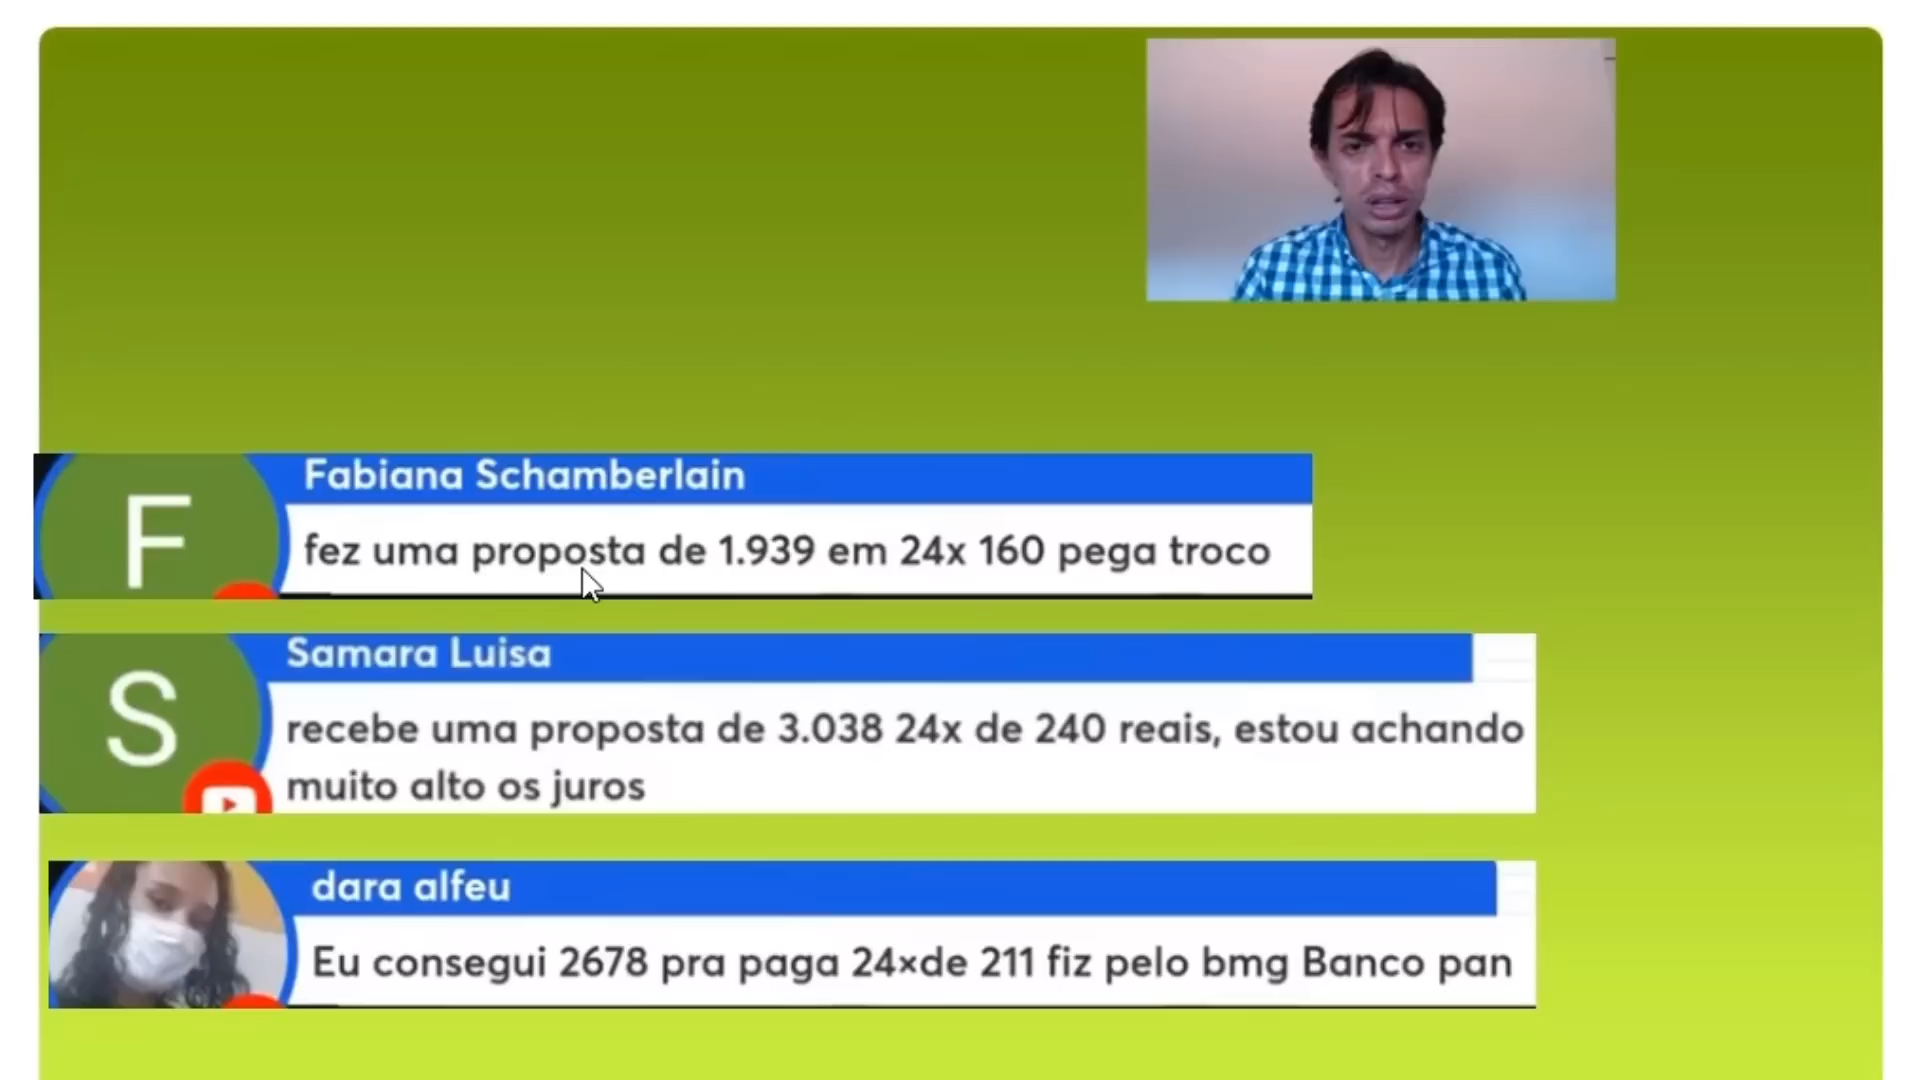 F
Fabiana Schamberlain
fez uma proposta de 1.939 em 24x 160 pega troco
S
Samara Luisa
recebe uma proposta de 3.038 24x de 240 reais, estou achando
muito alto os juros
dara alfeu
Eu consegui 2678 pra paga 24×de 211 fiz pelo bmg Banco pan